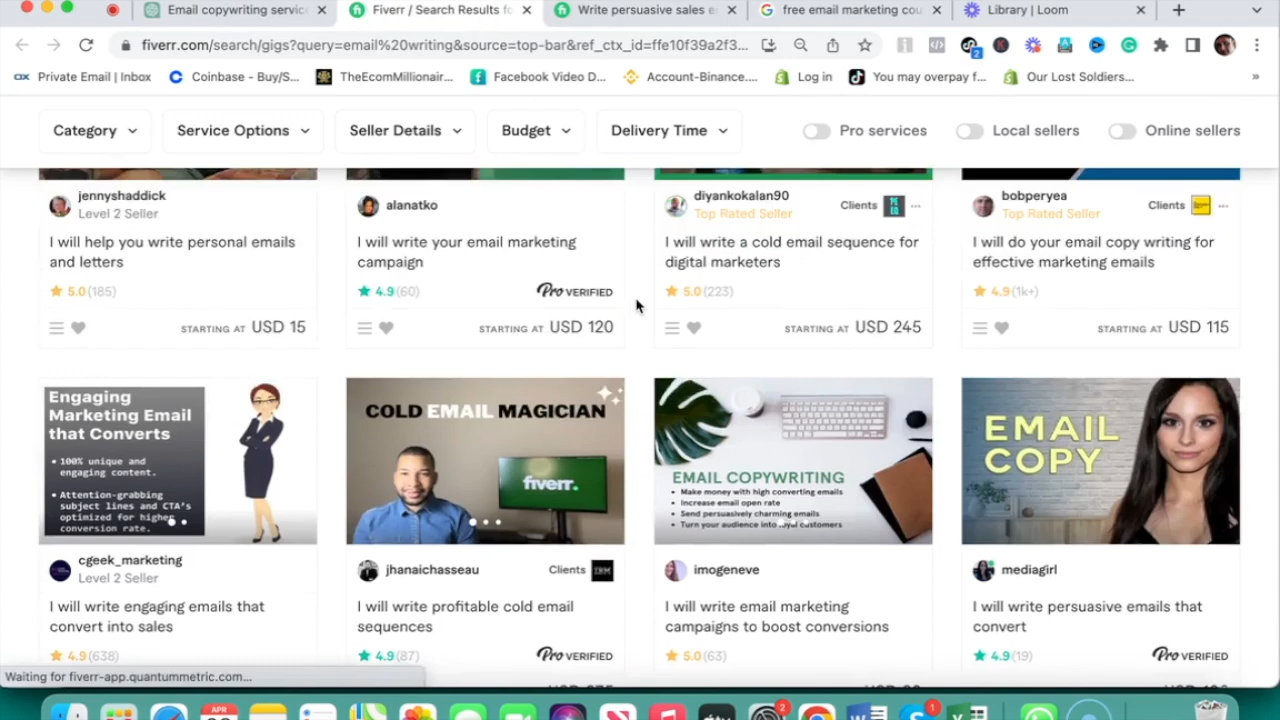 Email copywriting servic
Fiverr / Search Results fo
Write persuasive sales e
free email marketing cou
Library | Loom
fiverr.com/search/gigs?query=email%20writing&source=top-bar&ref_ctx_id=ffe10f39a2f3...
2
Private Email | Inbox
Coinbase - Buy/S...
TheEcomMillionair...
Facebook Video D...
Account-Binance....
Log in
You may overpay f...
Our Lost Soldiers...
»
Category
Service Options
Seller Details
Budget
Delivery Time
Pro services
Local sellers
Online sellers
jennyshaddick
Level 2 Seller
I will help you write personal emails
and letters
5.0(185)
STARTING AT USD 15
alanatko
I will write your email marketing
campaign
4.9(60)
Pro VERIFIED
STARTING AT USD 120
diyankokalan90
Top Rated Seller
Clients
I will write a cold email sequence for
digital marketers
5.0(223)
STARTING AT USD 245
bobperyea
Top Rated Seller
Clients
I will do your email copy writing for
effective marketing emails
4.9(1k+)
STARTING AT USD 115
Engaging
Marketing Email
that Converts
• 100% unique and
engaging content.
• Attention-grabbing
subject lines and CTA's
optimized for higher
conversion rate.
cgeek_marketing
Level 2 Seller
I will write engaging emails that
convert into sales
4.9(638)
COLD EMAIL MAGICIAN
fiverr.
jhanaichasseau
Clients
IBM
I will write profitable cold email
sequences
4.9(87)
Pro VERIFIED
EMAIL COPYWRITING
• Make money with high converting emails
• Increase email open rate
• Send persuasively charming emails
• Turn your audience into loyal customers
imogeneve
I will write email marketing
campaigns to boost conversions
5.0(63)
EMAIL
COPY
mediagirl
I will write persuasive emails that
convert
4.9(19)
Pro VERIFIED
Waiting for fiverr-app.quantummetric.com...
APR
2
1